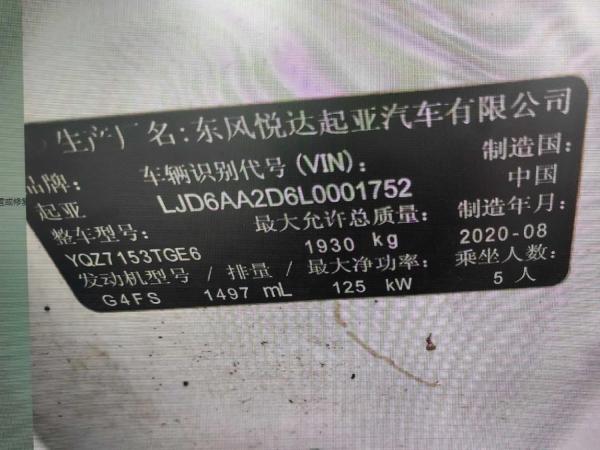 生产厂名:东风悦达起亚汽车有限公司
品牌: 车辆识别代号(VIN): 制造国:
起亚 LJD6AA2D6L0001752 中国
整车型号: 最大允许总质量: 制造年月:
YQZ7153TGE6 1930 kg 2020-08
发动机型号/排量/最大净功率: 乘坐人数:
G4FS 1497 mL 125 kW 5 人